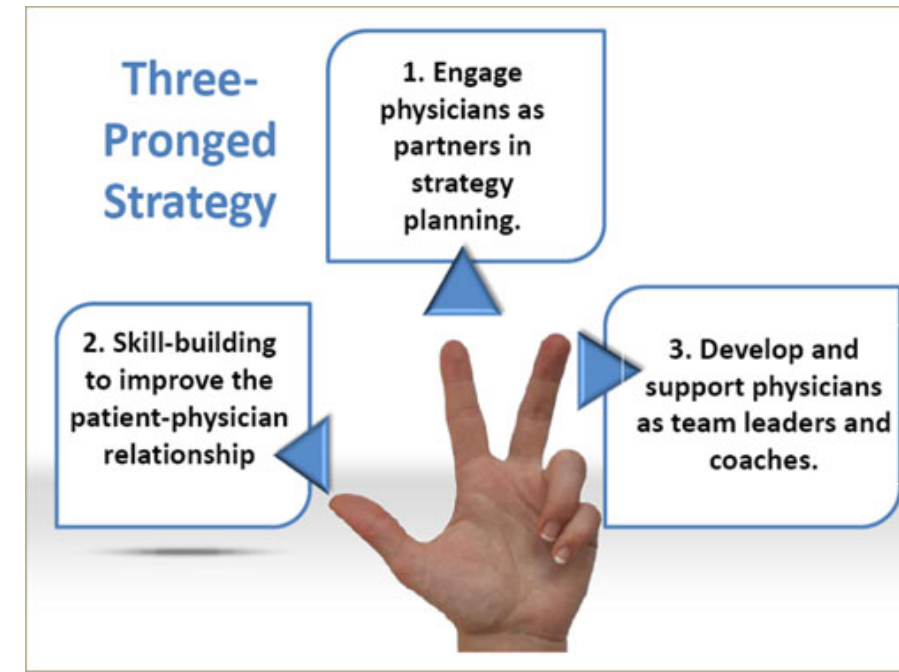 Three-
Pronged
Strategy
1. Engage
physicians as
partners in
strategy
planning.
2. Skill-building
to improve the
patient-physician
relationship
3. Develop and
support physicians
as team leaders and
coaches.